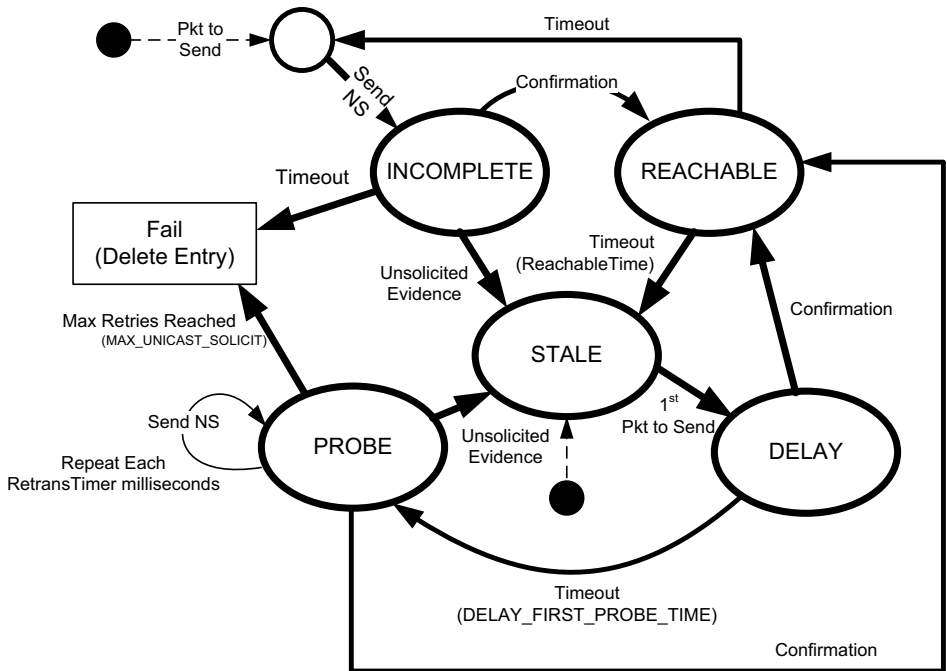 Pkt to
Send
Timeout
Send
NS
Confirmation
INCOMPLETE
REACHABLE
Timeout
Fail
(Delete Entry)
Timeout
(ReachableTime)
Unsolicited
Evidence
Confirmation
Max Retries Reached
(MAX_UNICAST_SOLICIT)
STALE
1st
Pkt to Send
Send NS
PROBE
Unsolicited
Evidence
DELAY
Repeat Each
RetransTimer milliseconds
Timeout
(DELAY_FIRST_PROBE_TIME)
Confirmation